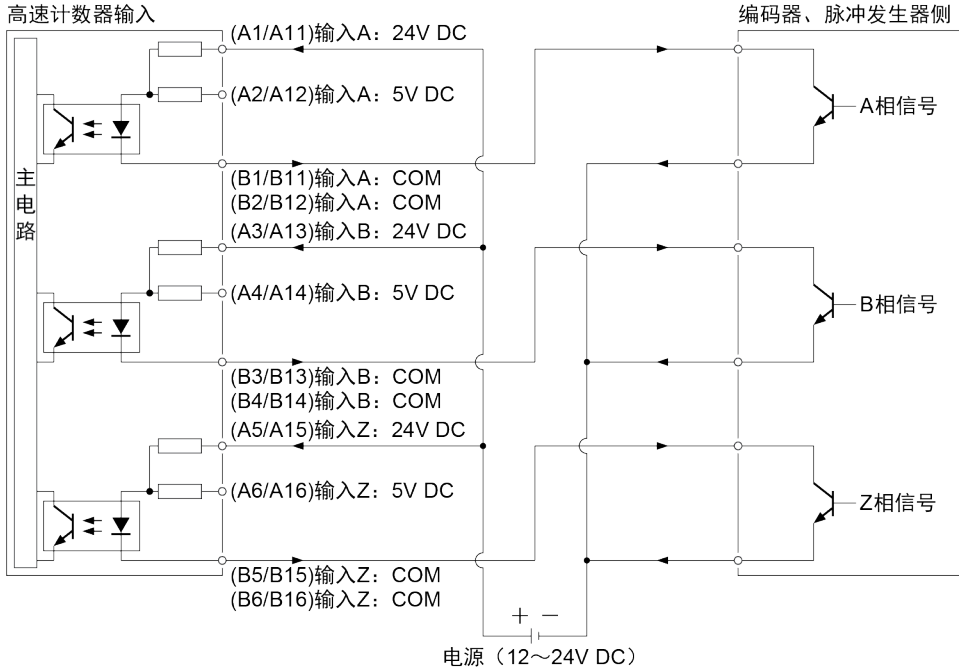 高速计数器输入
编码器、脉冲发生器侧
(A1/A11)输入A：24V DC
(A2/A12)输入A：5V DC
A相信号
主电路
(B1/B11)输入A：COM
(B2/B12)输入A：COM
(A3/A13)输入B：24V DC
(A4/A14)输入B：5V DC
B相信号
(B3/B13)输入B：COM
(B4/B14)输入B：COM
(A5/A15)输入Z：24V DC
(A6/A16)输入Z：5V DC
Z相信号
(B5/B15)输入Z：COM
(B6/B16)输入Z：COM
+ −
电源（12～24V DC）